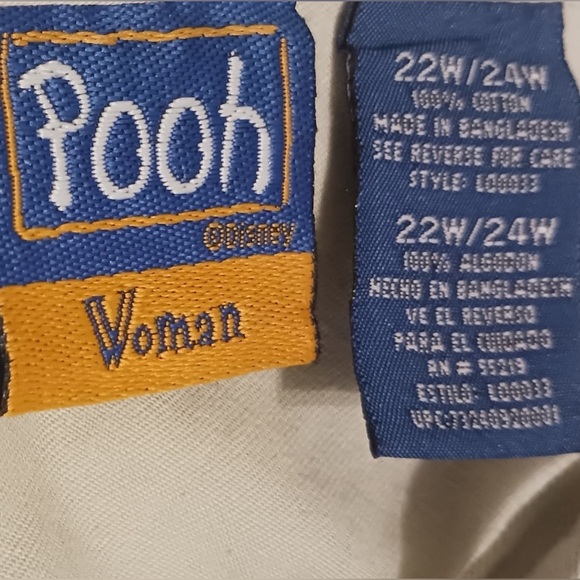 Pooh
©DISNEY
Woman
22W/24W
100% COTTON
MADE IN BANGLADESH
SEE REVERSE FOR CARE
STYLE:
22W/24W
100% ALGODON
HECHO EN BANGLADESH
VE EL REVERSO
PARA EL CUIDADO
RN #
ESTILO:
UPC: